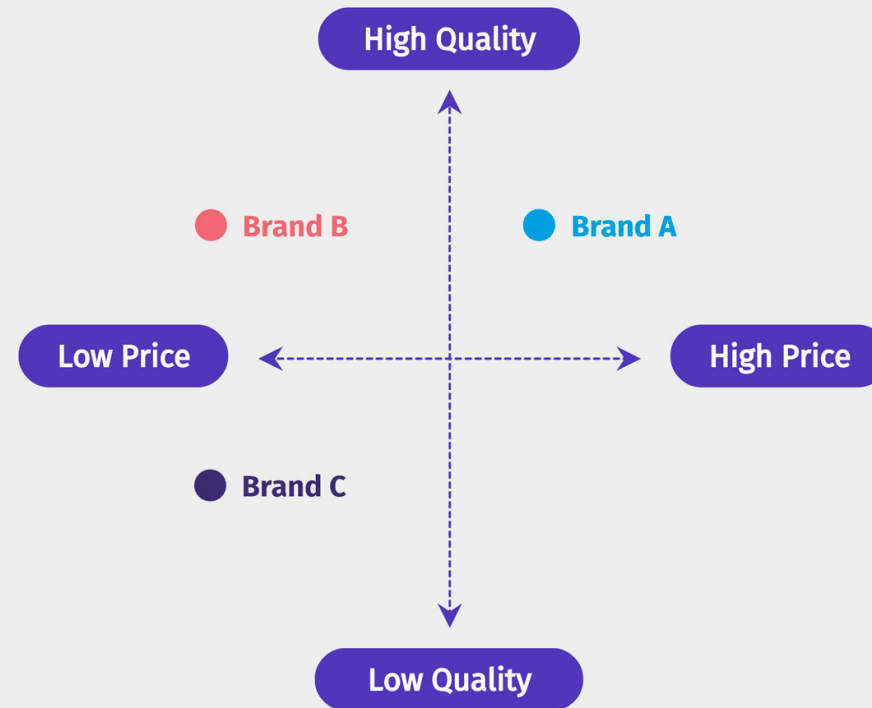 High Quality
Brand B
Brand A
Low Price
High Price
Brand C
Low Quality